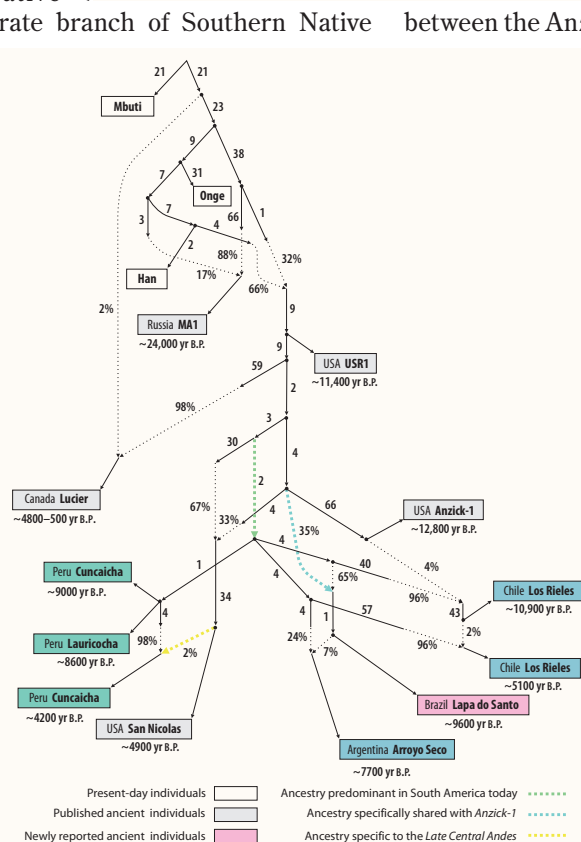 rate branch of Southern Native between the Anz
21 21
Mbuti
23
9
38
7 31
Onge
3 7 4 66 1
2 88% 32%
Han 17% 66%
2%
9
Russia MA1
~24,000 yr B.P.
9
USA USR1
~11,400 yr B.P.
59
2
98%
3
30
4
2
Canada Lucier
~4800–500 yr B.P.
67% 33% 4 35% 66
USA Anzick-1
~12,800 yr B.P.
4
1 4 65% 40 4%
96%
Peru Cuncaicha
~9000 yr B.P.
34
4 4 1 57 43
Chile Los Rieles
~10,900 yr B.P.
Peru Lauricocha
~8600 yr B.P.
98% 2% 24% 7% 96% 2%
Chile Los Rieles
~5100 yr B.P.
Peru Cuncaicha
~4200 yr B.P.
USA San Nicolas
~4900 yr B.P.
Brazil Lapa do Santo
~9600 yr B.P.
Argentina Arroyo Seco
~7700 yr B.P.
Present-day individuals
Published ancient individuals
Newly reported ancient individuals
Ancestry predominant in South America today
Ancestry specifically shared with Anzick-1
Ancestry specific to the Late Central Andes